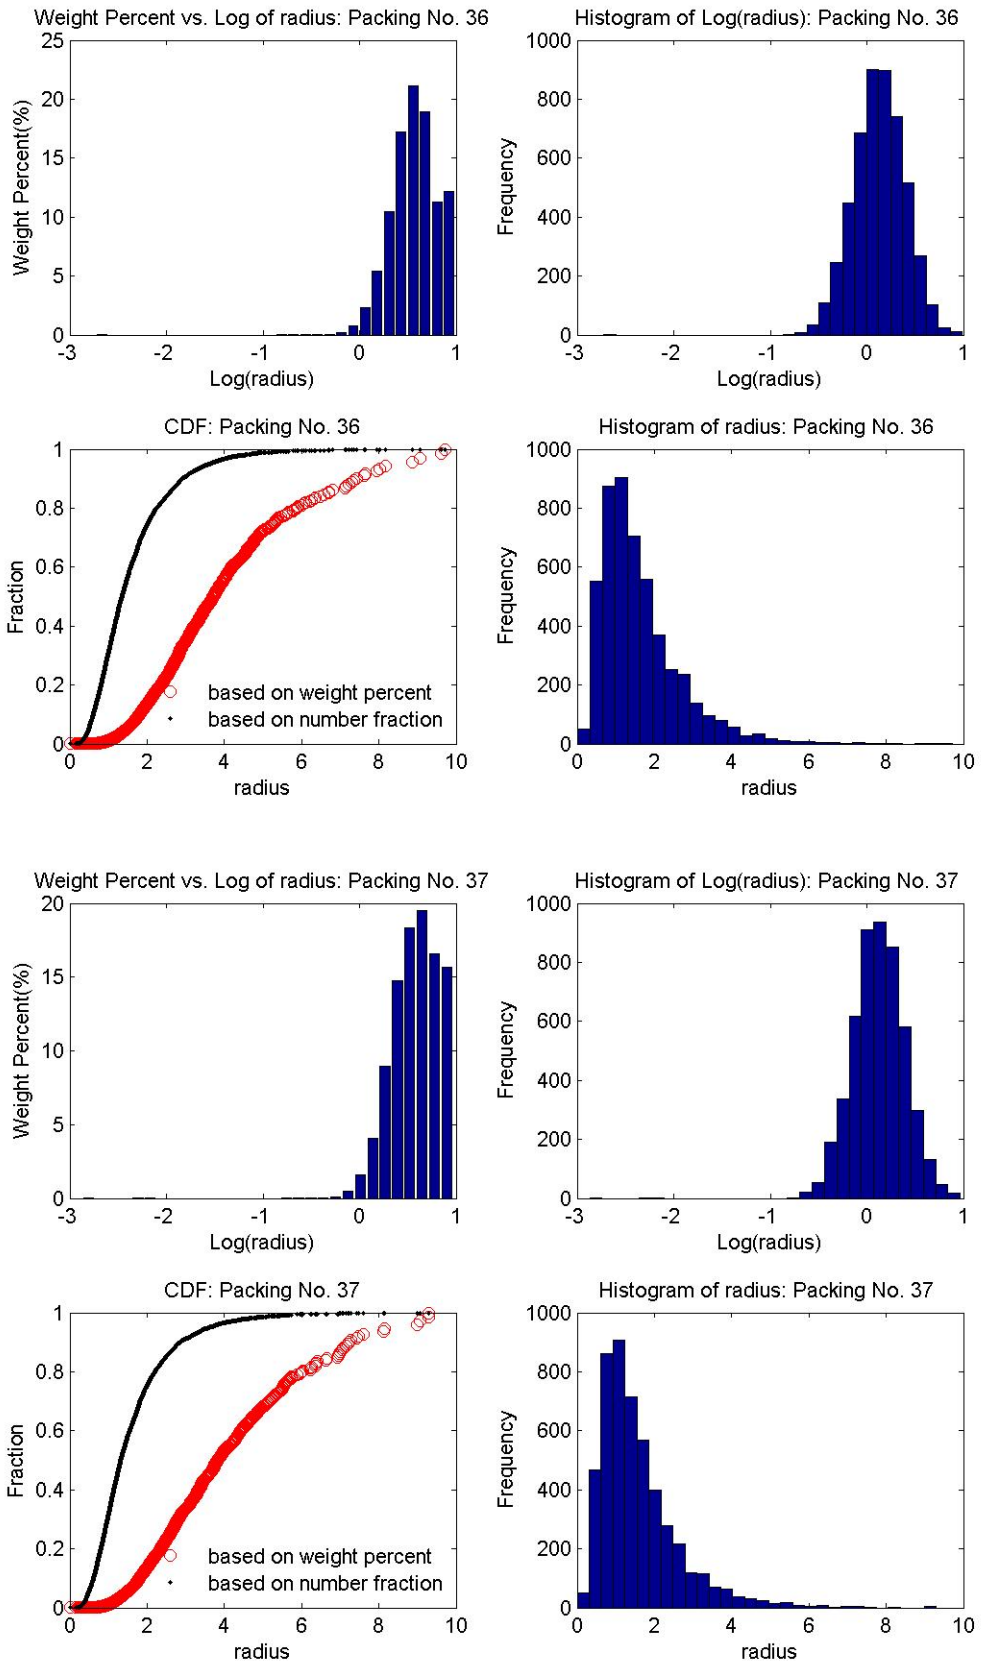 Weight Percent vs. Log of radius: Packing No. 36
25
20
15
10
5
0
-3 -2 -1 0 1
Weight Percent(%)
Log(radius)
Histogram of Log(radius): Packing No. 36
1000
800
600
400
200
0
-3 -2 -1 0 1
Frequency
Log(radius)
CDF: Packing No. 36
1
0.8
0.6
0.4
0.2
0
0 2 4 6 8 10
Fraction
radius
based on weight percent
based on number fraction
Histogram of radius: Packing No. 36
1000
800
600
400
200
0
0 2 4 6 8 10
Frequency
radius
Weight Percent vs. Log of radius: Packing No. 37
20
15
10
5
0
-3 -2 -1 0 1
Weight Percent(%)
Log(radius)
Histogram of Log(radius): Packing No. 37
1000
800
600
400
200
0
-3 -2 -1 0 1
Frequency
Log(radius)
CDF: Packing No. 37
1
0.8
0.6
0.4
0.2
0
0 2 4 6 8 10
Fraction
radius
based on weight percent
based on number fraction
Histogram of radius: Packing No. 37
1000
800
600
400
200
0
0 2 4 6 8 10
Frequency
radius